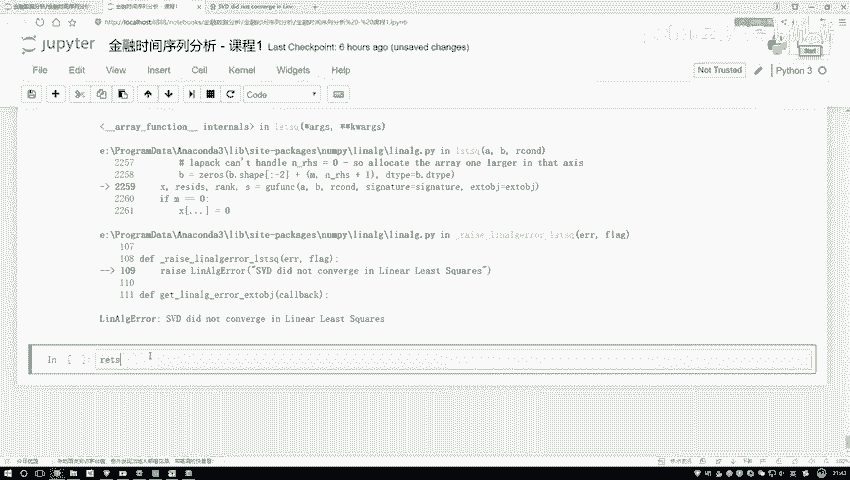 SVD did not converge in Line
jupyter 金融时间序列分析 - 课程1 Last Checkpoint: 6 hours ago (unsaved changes)
File Edit View Insert Cell Kernel Widgets Help
Not Trusted
Python 3
Code
<__array_function__ internals> in lstsq(*args, **kwargs)
e:\ProgramData\Anaconda3\lib\site-packages\numpy\linalg\linalg.py in lstsq(a, b, rcond)
2257 # lapack can't handle n_rhs = 0 - so allocate the array one larger in that axis
2258 b = zeros(b.shape[:-2] + (m, n_rhs + 1), dtype=b.dtype)
-> 2259 x, resids, rank, s = gufunc(a, b, rcond, signature=signature, extobj=extobj)
2260 if m == 0:
2261 x[...] = 0
e:\ProgramData\Anaconda3\lib\site-packages\numpy\linalg\linalg.py in _raise_linalgerror_lstsq(err, flag)
107
108 def _raise_linalgerror_lstsq(err, flag):
--> 109 raise LinAlgError("SVD did not converge in Linear Least Squares")
110
111 def get_linalg_error_extobj(callback):
LinAlgError: SVD did not converge in Linear Least Squares
In [ ]: rets
21:43